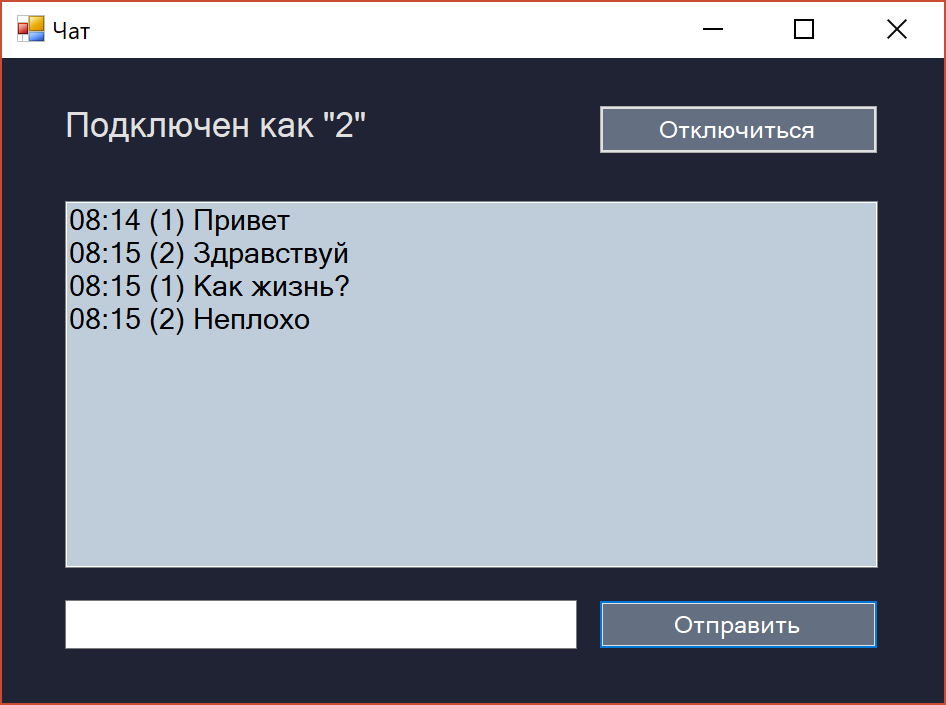 Чат
Подключен как "2"
Отключиться
08:14 (1) Привет
08:15 (2) Здравствуй
08:15 (1) Как жизнь?
08:15 (2) Неплохо
Отправить